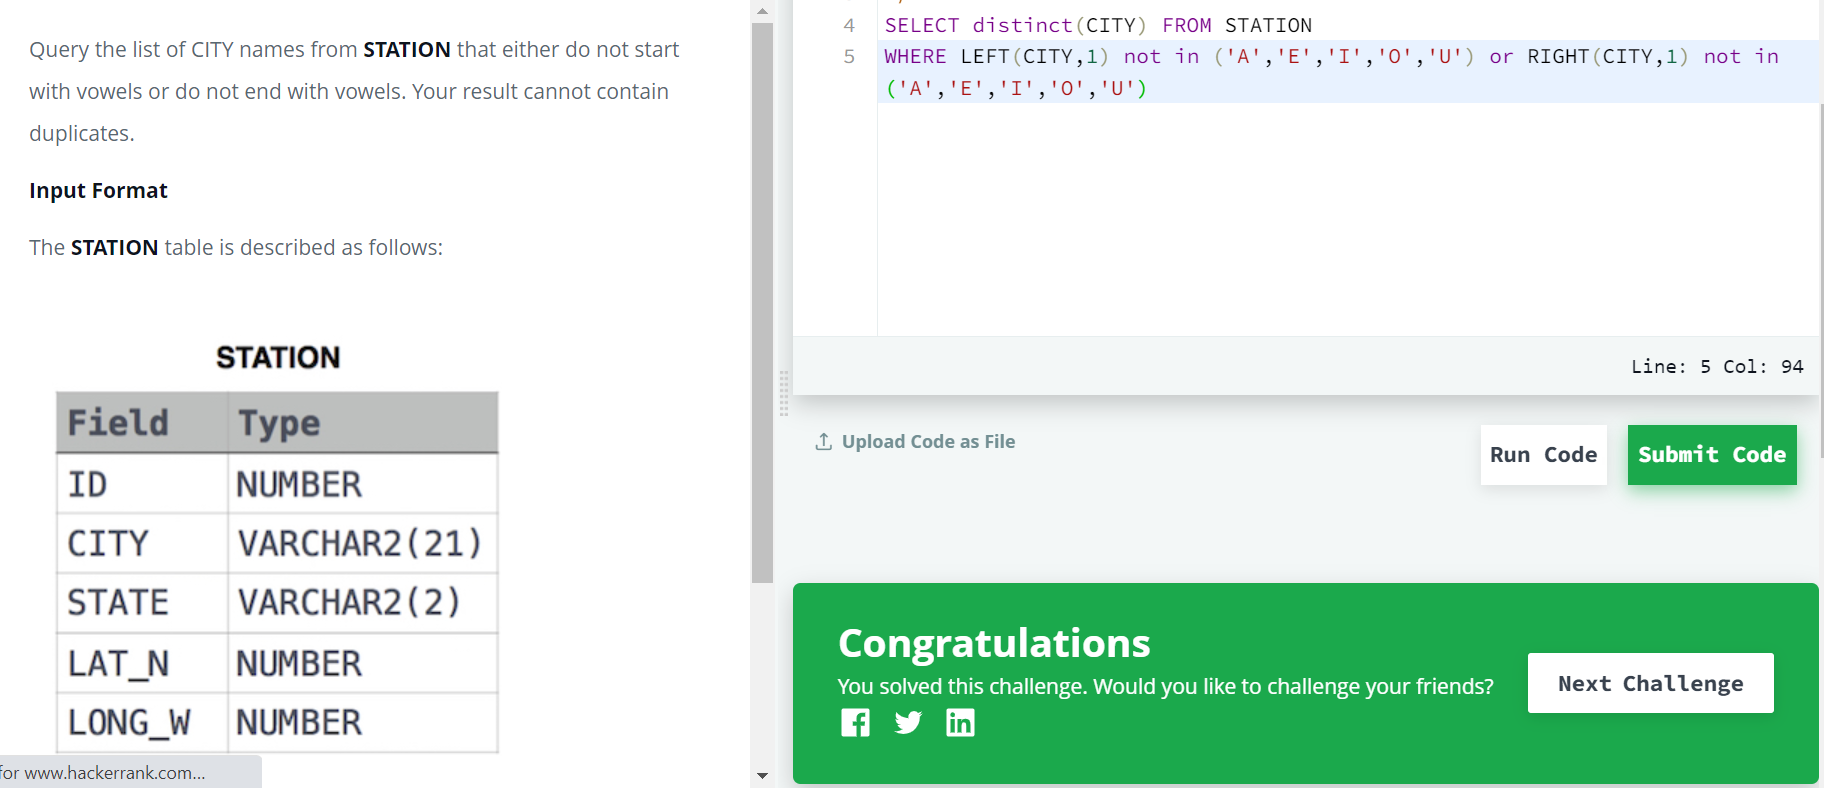 Query the list of CITY names from STATION that either do not start
with vowels or do not end with vowels. Your result cannot contain
duplicates.
Input Format
The STATION table is described as follows:
STATION
Field Type
ID NUMBER
CITY VARCHAR2(21)
STATE VARCHAR2(2)
LAT_N NUMBER
LONG_W NUMBER
for www.hackerrank.com...
4 SELECT distinct(CITY) FROM STATION
5 WHERE LEFT(CITY,1) not in ('A','E','I','O','U') or RIGHT(CITY,1) not in
('A','E','I','O','U')
Line: 5 Col: 94
Upload Code as File
Run Code
Submit Code
Congratulations
You solved this challenge. Would you like to challenge your friends?
Next Challenge